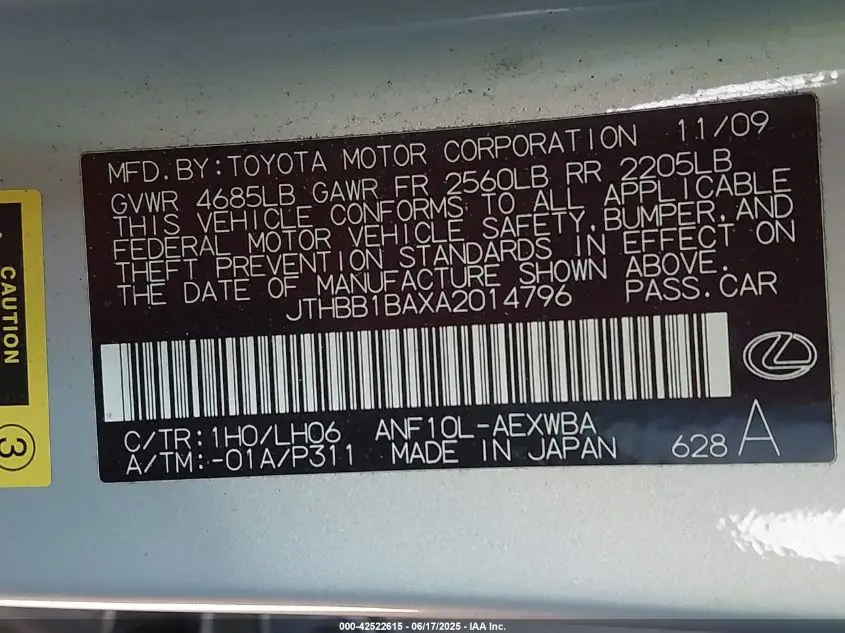 MFD.BY:TOYOTA MOTOR CORPORATION 11/09
GVWR 4685LB GAWR FR 2560LB RR 2205LB
THIS VEHICLE CONFORMS TO ALL APPLICABLE
FEDERAL MOTOR VEHICLE SAFETY,BUMPER,AND
THEFT PREVENTION STANDARDS IN EFFECT ON
THE DATE OF MANUFACTURE SHOWN ABOVE.
JTHBB1BAXA2014796 PASS.CAR
C/TR:1H0/LH06 ANF10L-AEXWBA
A/TM:-01A/P311 MADE IN JAPAN 628 A
CAUTION
3
000-42522615 - 06/17/2025 - IAA Inc.